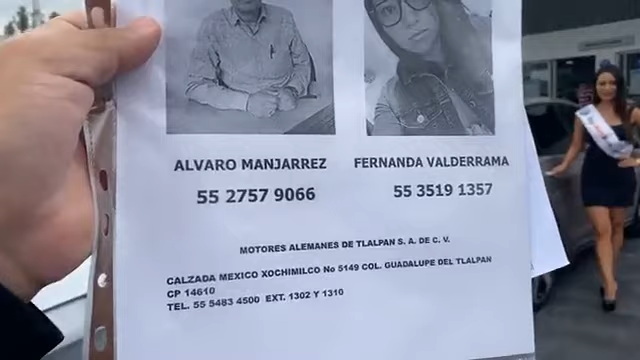 ALVARO MANJARREZ
55 2757 9066
FERNANDA VALDERRAMA
55 3519 1357
MOTORES ALEMANES DE TLALPAN S. A. DE C. V.
CALZADA MEXICO XOCHIMILCO No 5149 COL. GUADALUPE DEL TLALPAN
CP 14610
TEL. 55 5483 4500 EXT. 1302 Y 1310